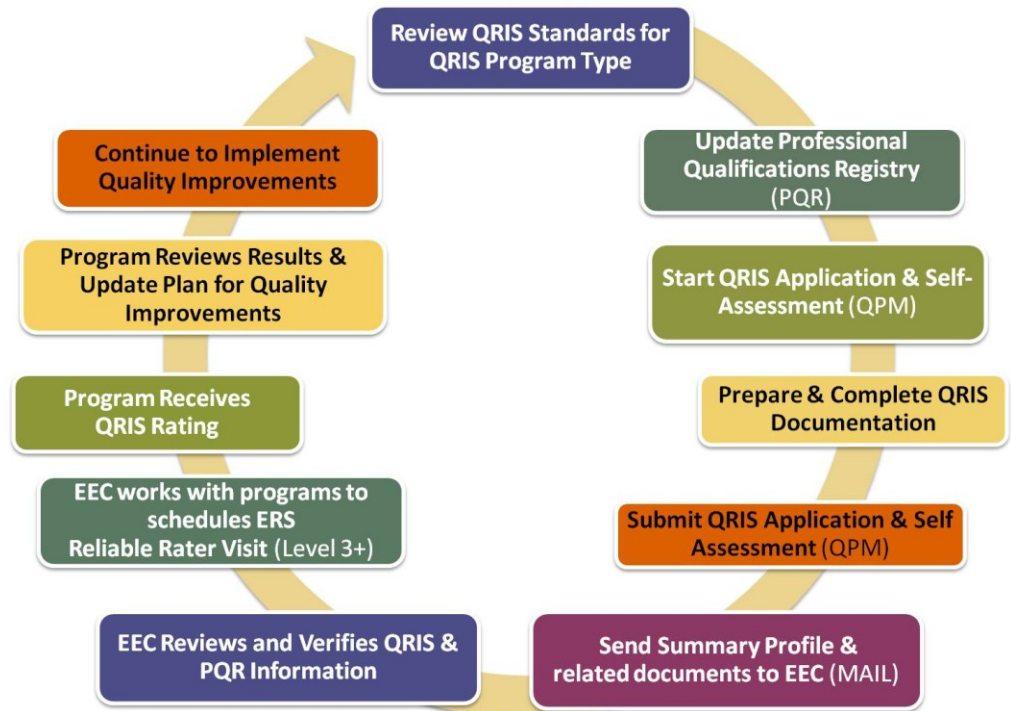 Review QRIS Standards for
QRIS Program Type
Update Professional
Qualifications Registry
(PQR)
Start QRIS Application & Self-
Assessment (QPM)
Prepare & Complete QRIS
Documentation
Submit QRIS Application & Self
Assessment (QPM)
Send Summary Profile &
related documents to EEC (MAIL)
EEC Reviews and Verifies QRIS &
PQR Information
EEC works with programs to
schedules ERS
Reliable Rater Visit (Level 3+)
Program Receives
QRIS Rating
Program Reviews Results &
Update Plan for Quality
Improvements
Continue to Implement
Quality Improvements